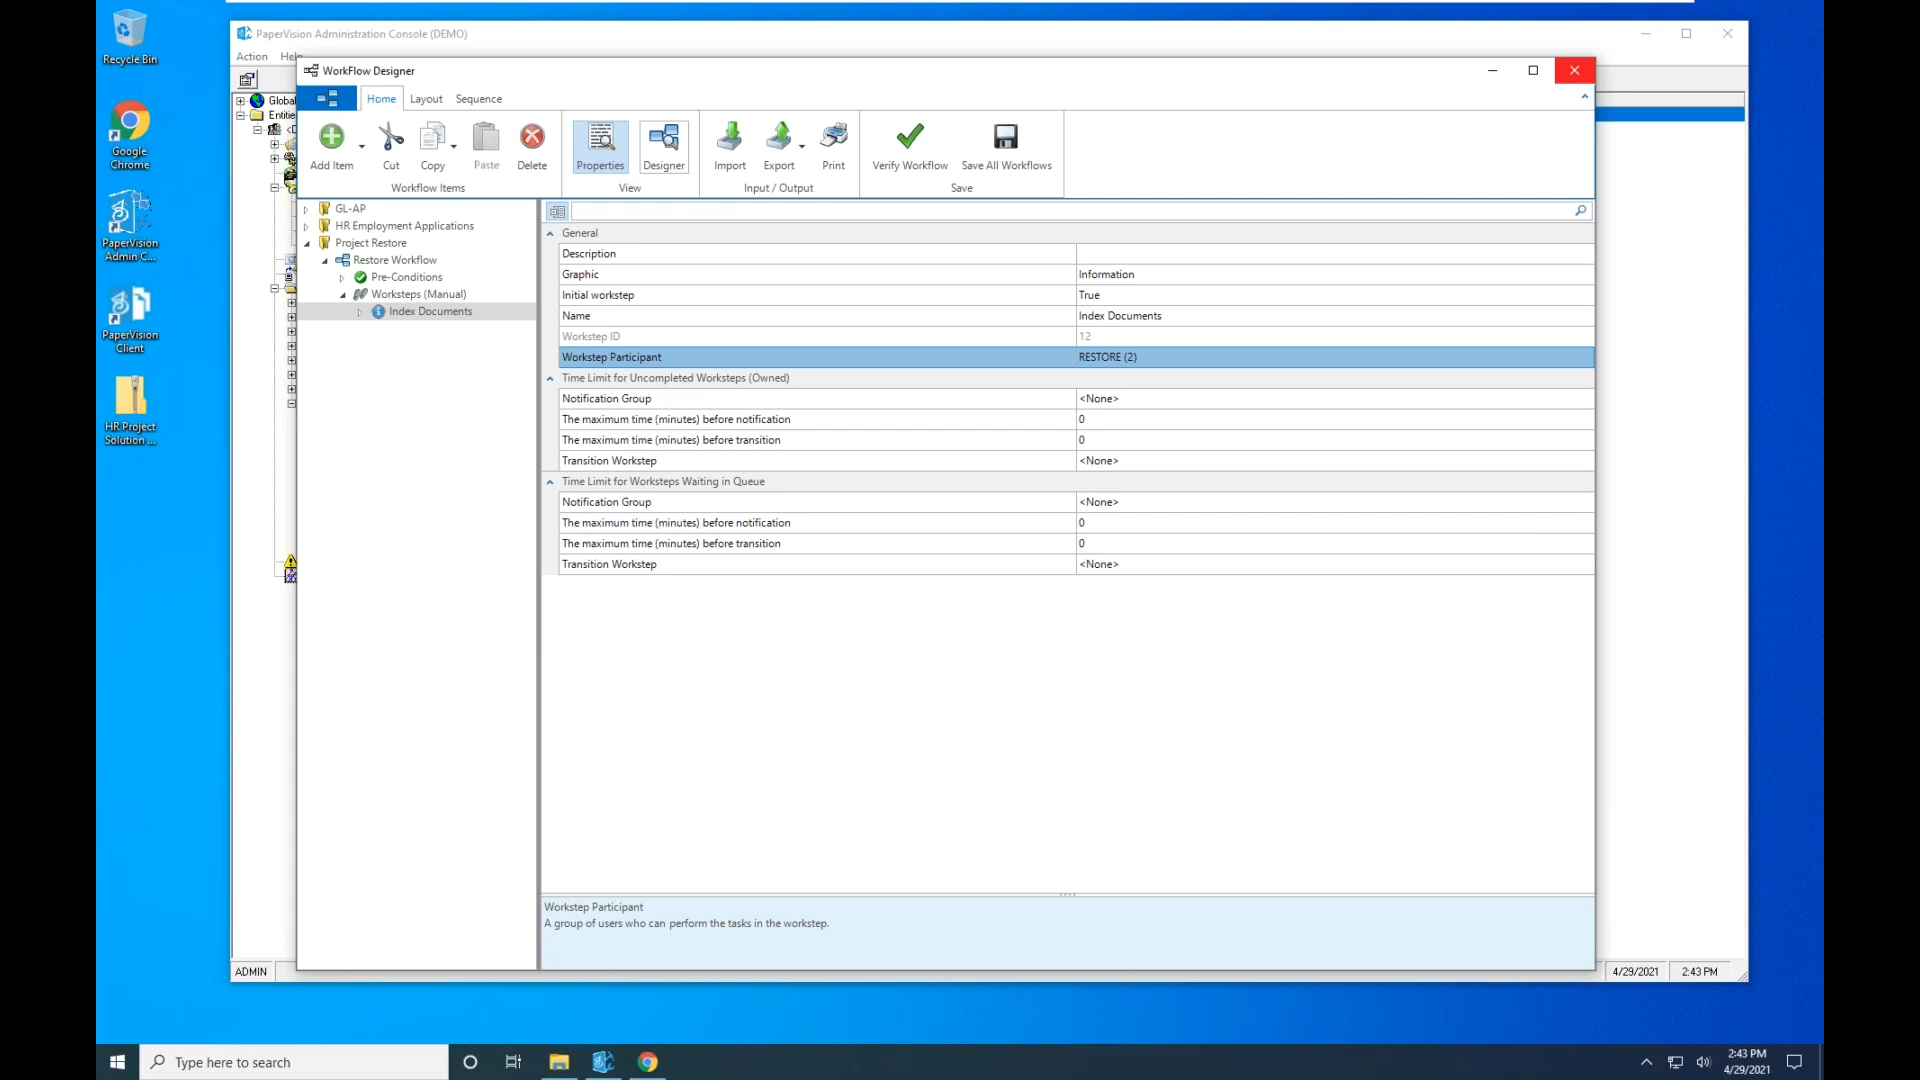 Recycle Bin
Google
Chrome
PaperVision
Admin C...
PaperVision
Client
HR Project
Solution ...
PaperVision Administration Console (DEMO)
Action
Global
Entitie
WorkFlow Designer
Home
Layout
Sequence
Add Item
Cut
Copy
Paste
Delete
Workflow Items
Properties
Designer
View
Import
Export
Print
Input / Output
Verify Workflow
Save All Workflows
Save
GL-AP
HR Employment Applications
Project Restore
Restore Workflow
Pre-Conditions
Worksteps (Manual)
Index Documents
General
Description
Graphic Information
Initial workstep True
Name Index Documents
Workstep ID 12
Workstep Participant RESTORE (2)
Time Limit for Uncompleted Worksteps (Owned)
Notification Group <None>
The maximum time (minutes) before notification 0
The maximum time (minutes) before transition 0
Transition Workstep <None>
Time Limit for Worksteps Waiting in Queue
Notification Group <None>
The maximum time (minutes) before notification 0
The maximum time (minutes) before transition 0
Transition Workstep <None>
Workstep Participant
A group of users who can perform the tasks in the workstep.
ADMIN
4/29/2021
2:43 PM
Type here to search
2:43 PM
4/29/2021